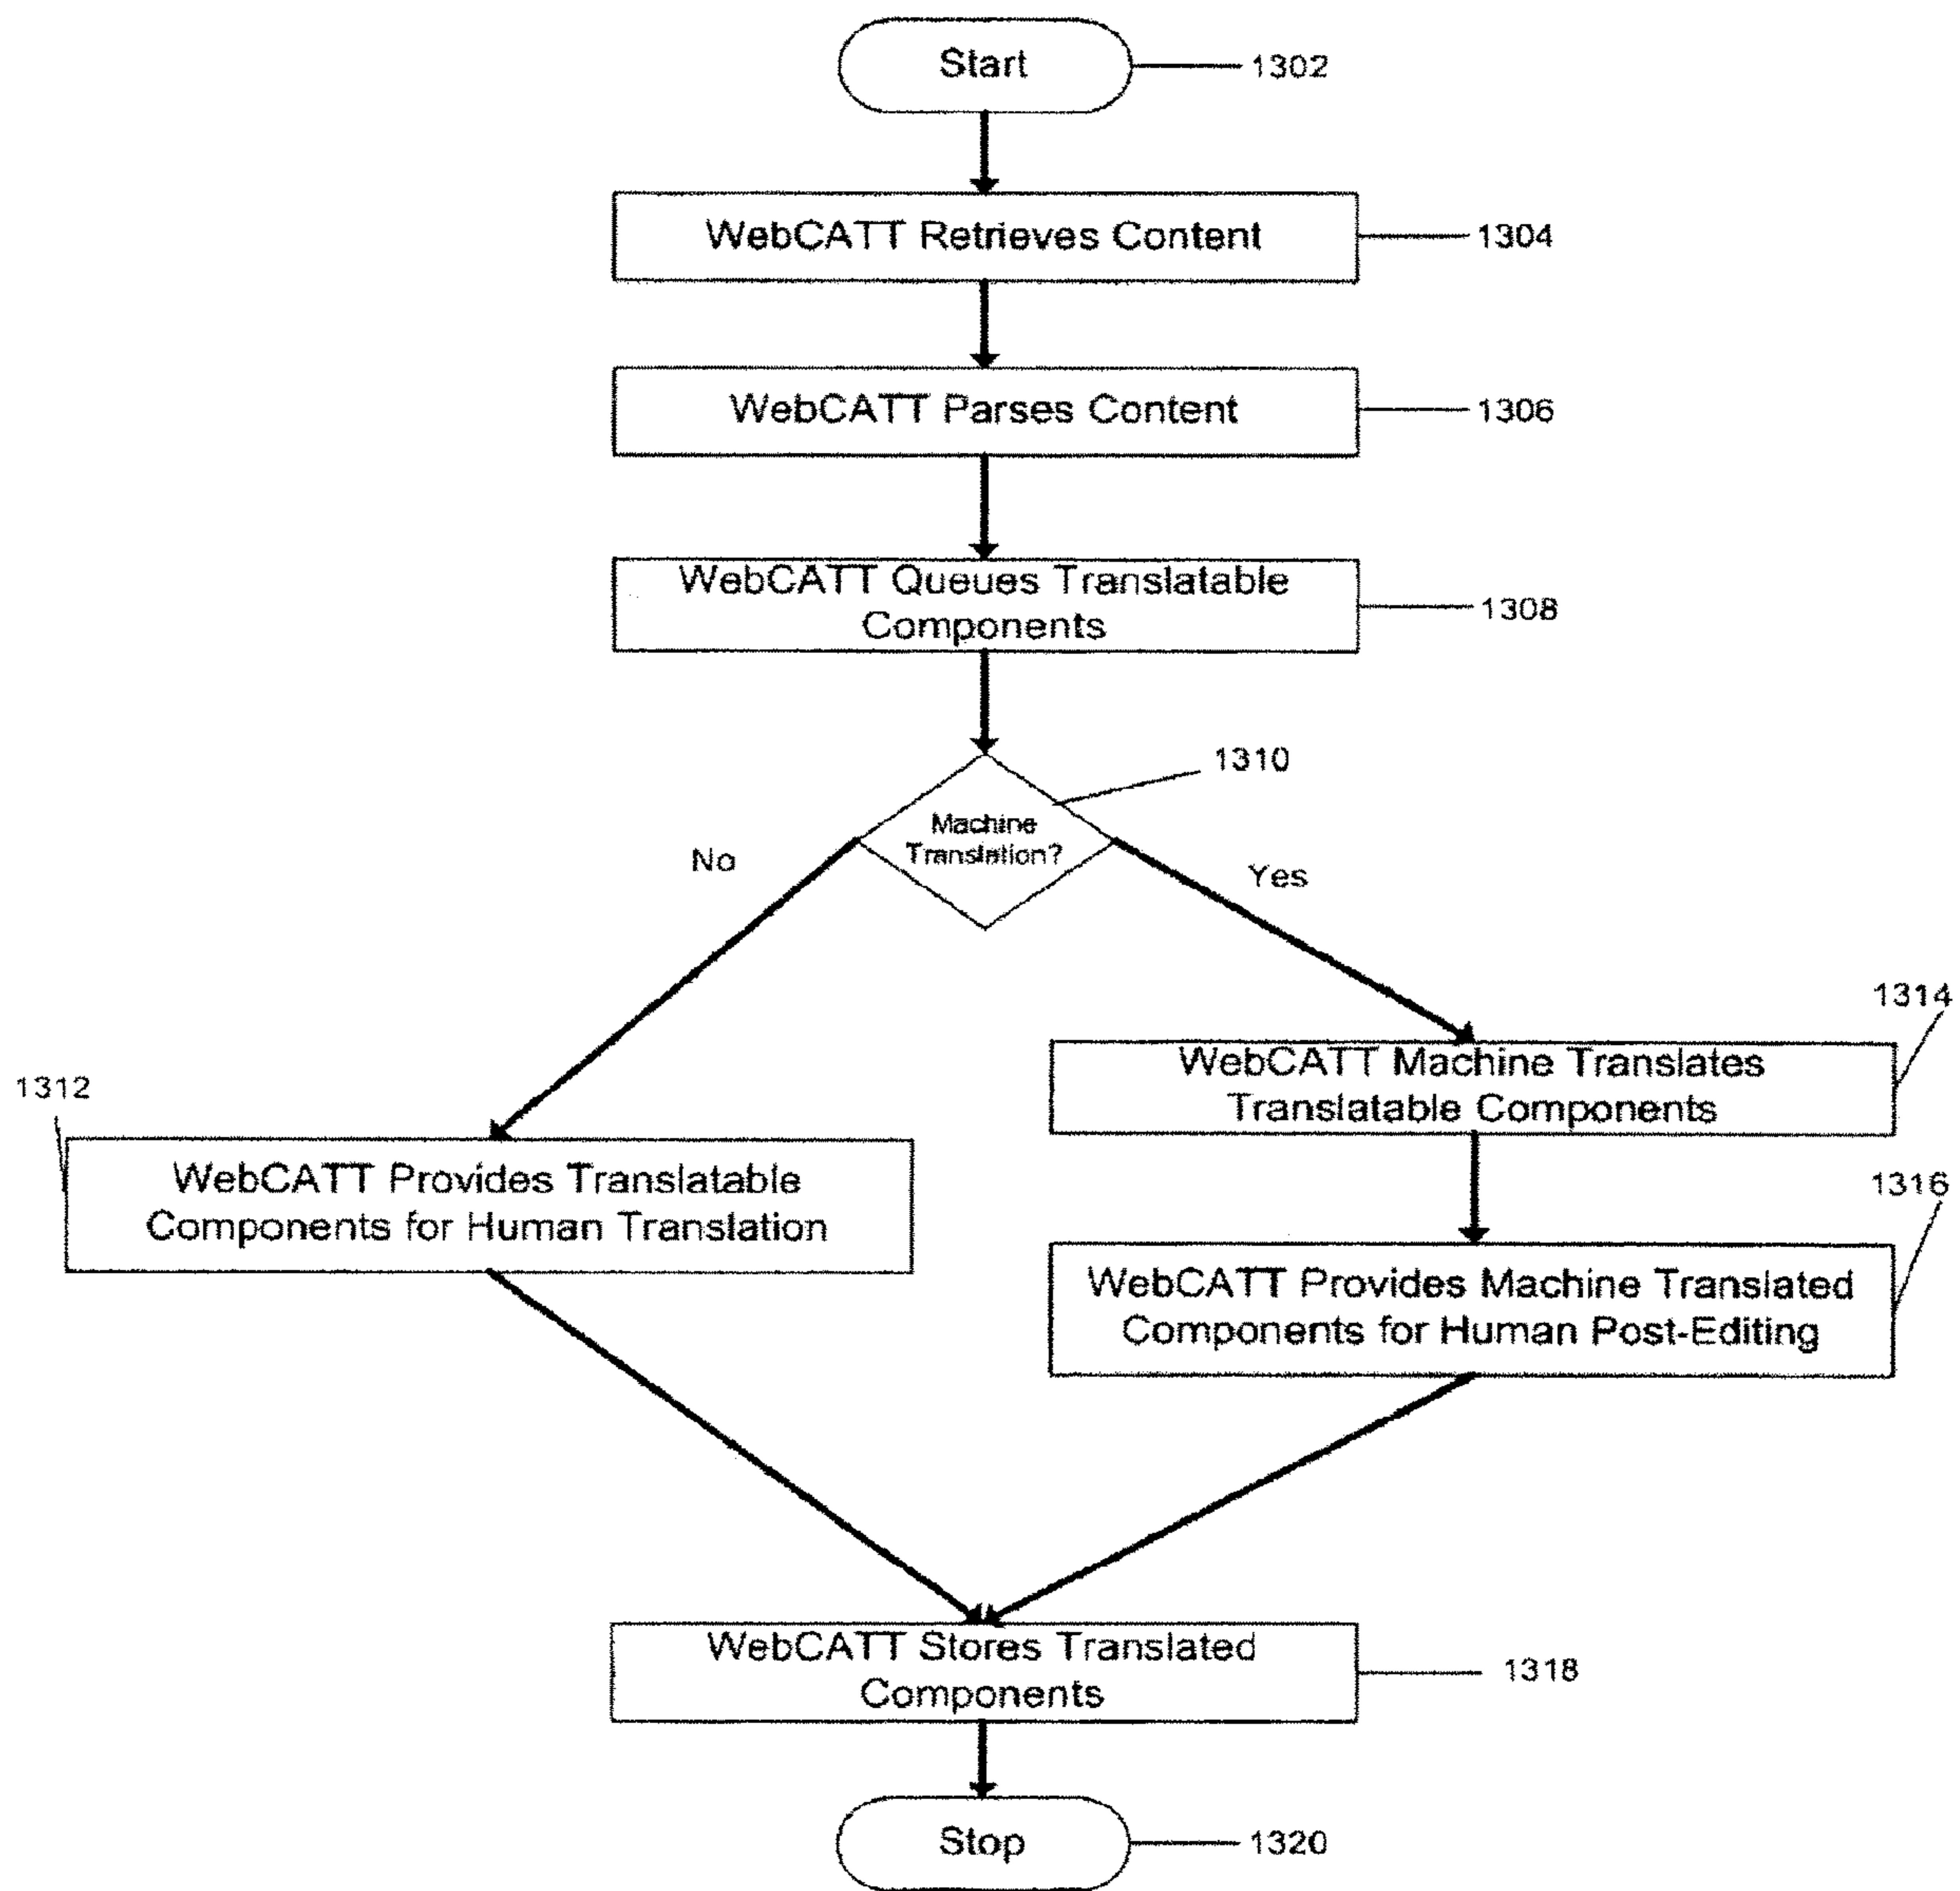 Start
1302
WebCATT Retrieves Content
1304
WebCATT Parses Content
1306
WebCATT Queues Translatable
Components
1308
1310
Machine
Translation?
No
Yes
1314
WebCATT Machine Translates
Translatable Components
1312
WebCATT Provides Translatable
Components for Human Translation
1316
WebCATT Provides Machine Translated
Components for Human Post-Editing
WebCATT Stores Translated
Components
1318
Stop
1320